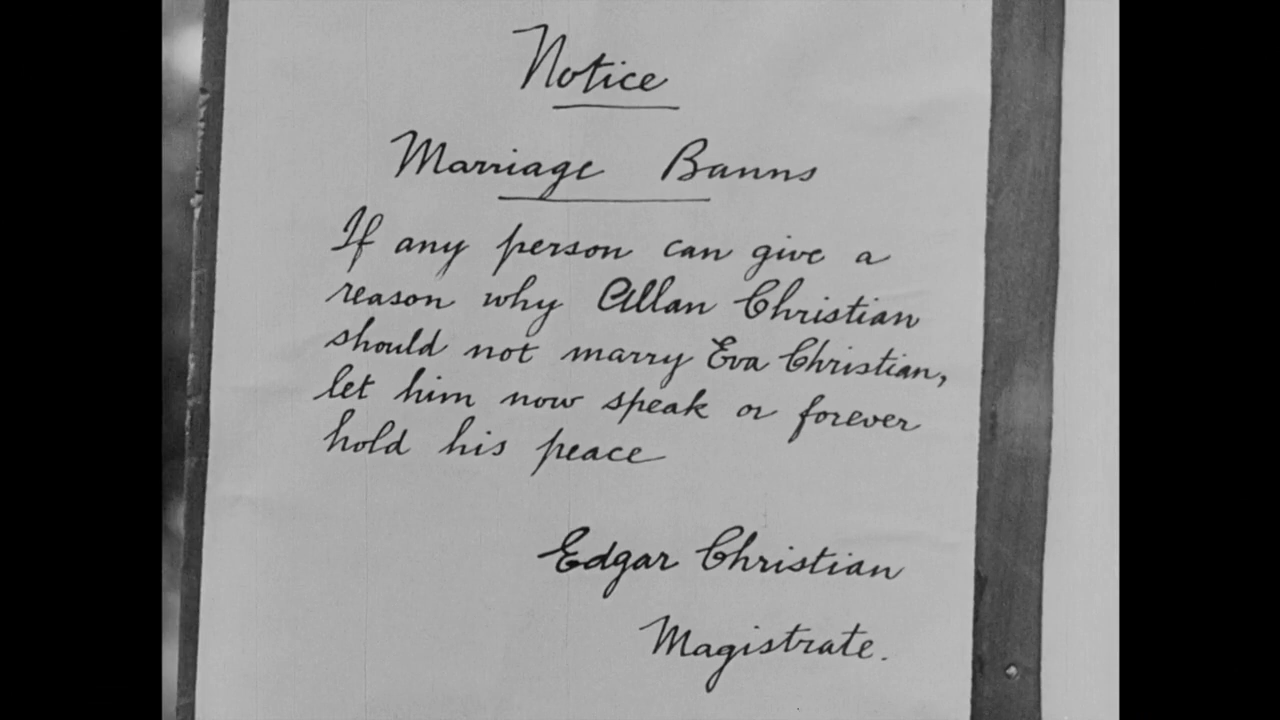 Notice
Marriage Banns
If any person can give a
reason why Allan Christian
should not marry Eva Christian,
let him now speak or forever
hold his peace
Edgar Christian
Magistrate.